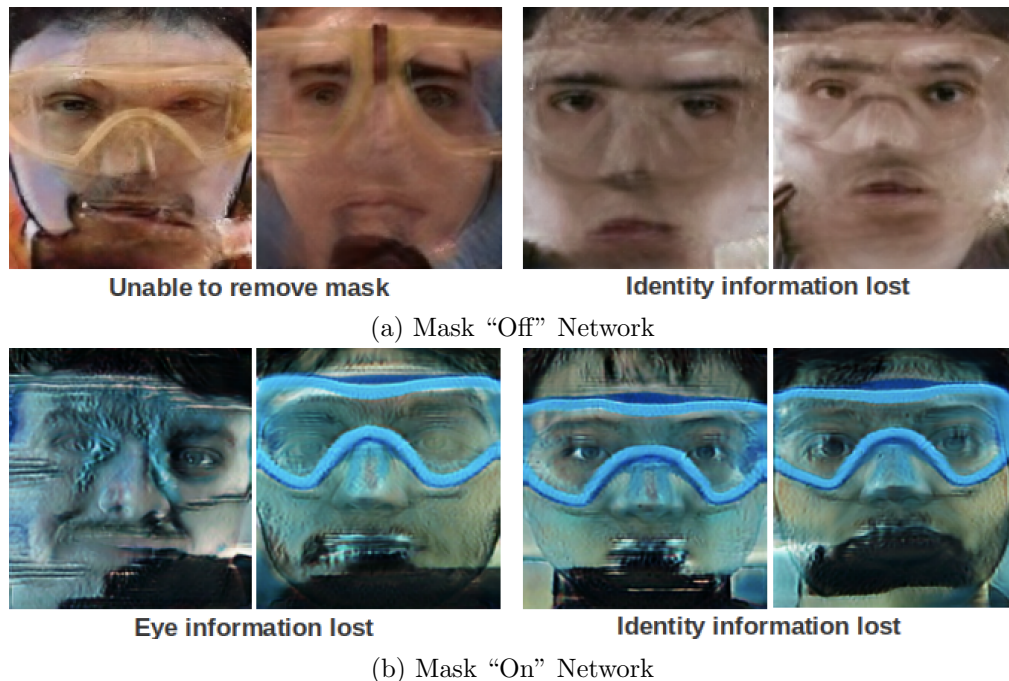 Unable to remove mask
Identity information lost
(a) Mask “Off” Network
Eye information lost
Identity information lost
(b) Mask “On” Network